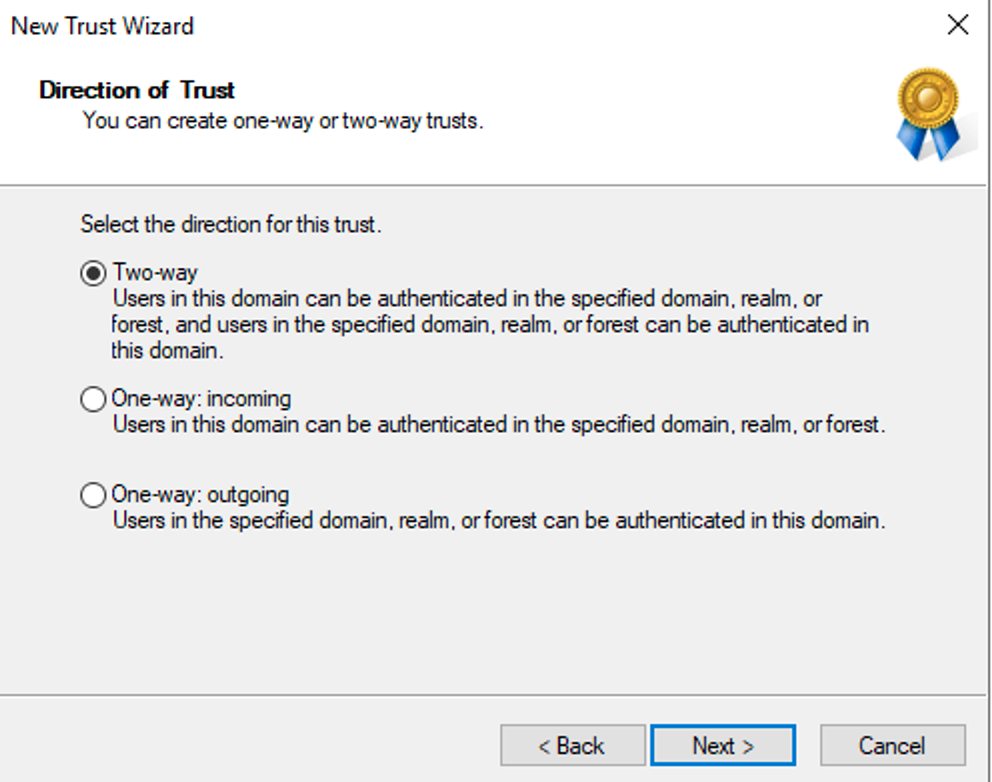 New Trust Wizard
Direction of Trust
You can create one-way or two-way trusts.
Select the direction for this trust.
Two-way
Users in this domain can be authenticated in the specified domain, realm, or
forest, and users in the specified domain, realm, or forest can be authenticated in
this domain.
One-way: incoming
Users in this domain can be authenticated in the specified domain, realm, or forest.
One-way: outgoing
Users in the specified domain, realm, or forest can be authenticated in this domain.
< Back Next > Cancel